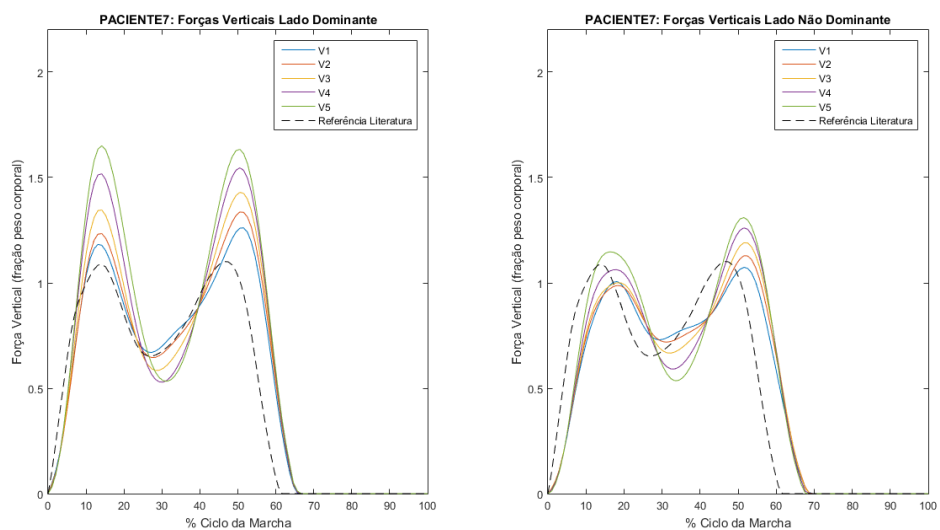 PACIENTE7: Forças Verticais Lado Dominante
V1
V2
V3
V4
V5
Referência Literatura
2
1.5
1
0.5
0
Força Vertical (fração peso corporal)
0 10 20 30 40 50 60 70 80 90 100
% Ciclo da Marcha
PACIENTE7: Forças Verticais Lado Não Dominante
V1
V2
V3
V4
V5
Referência Literatura
2
1.5
1
0.5
0
Força Vertical (fração peso corporal)
0 10 20 30 40 50 60 70 80 90 100
% Ciclo da Marcha